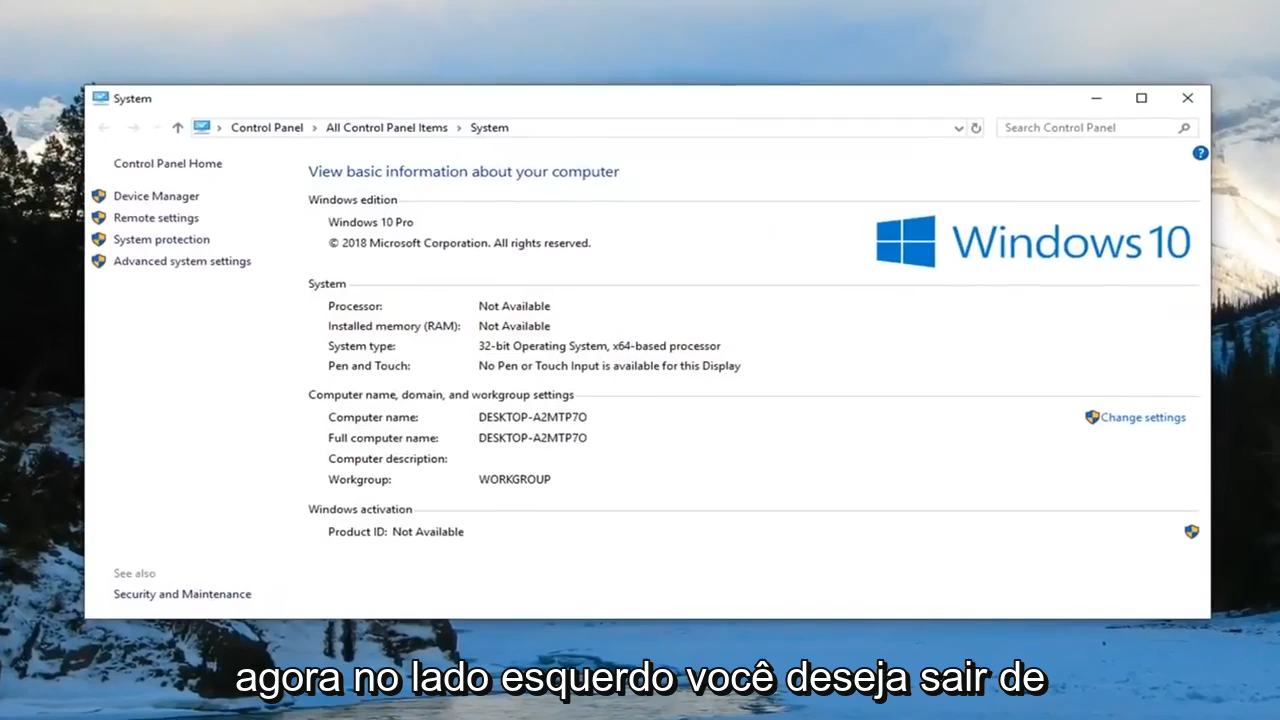 System
Control Panel > All Control Panel Items > System
Search Control Panel
?
Control Panel Home
Device Manager
Remote settings
System protection
Advanced system settings
View basic information about your computer
Windows edition
Windows 10 Pro
© 2018 Microsoft Corporation. All rights reserved.
Windows 10
System
Processor: Not Available
Installed memory (RAM): Not Available
System type: 32-bit Operating System, x64-based processor
Pen and Touch: No Pen or Touch Input is available for this Display
Computer name, domain, and workgroup settings
Computer name: DESKTOP-A2MTP7O
Change settings
Full computer name: DESKTOP-A2MTP7O
Computer description:
Workgroup: WORKGROUP
Windows activation
Product ID: Not Available
See also
Security and Maintenance
agora no lado esquerdo você deseja sair de